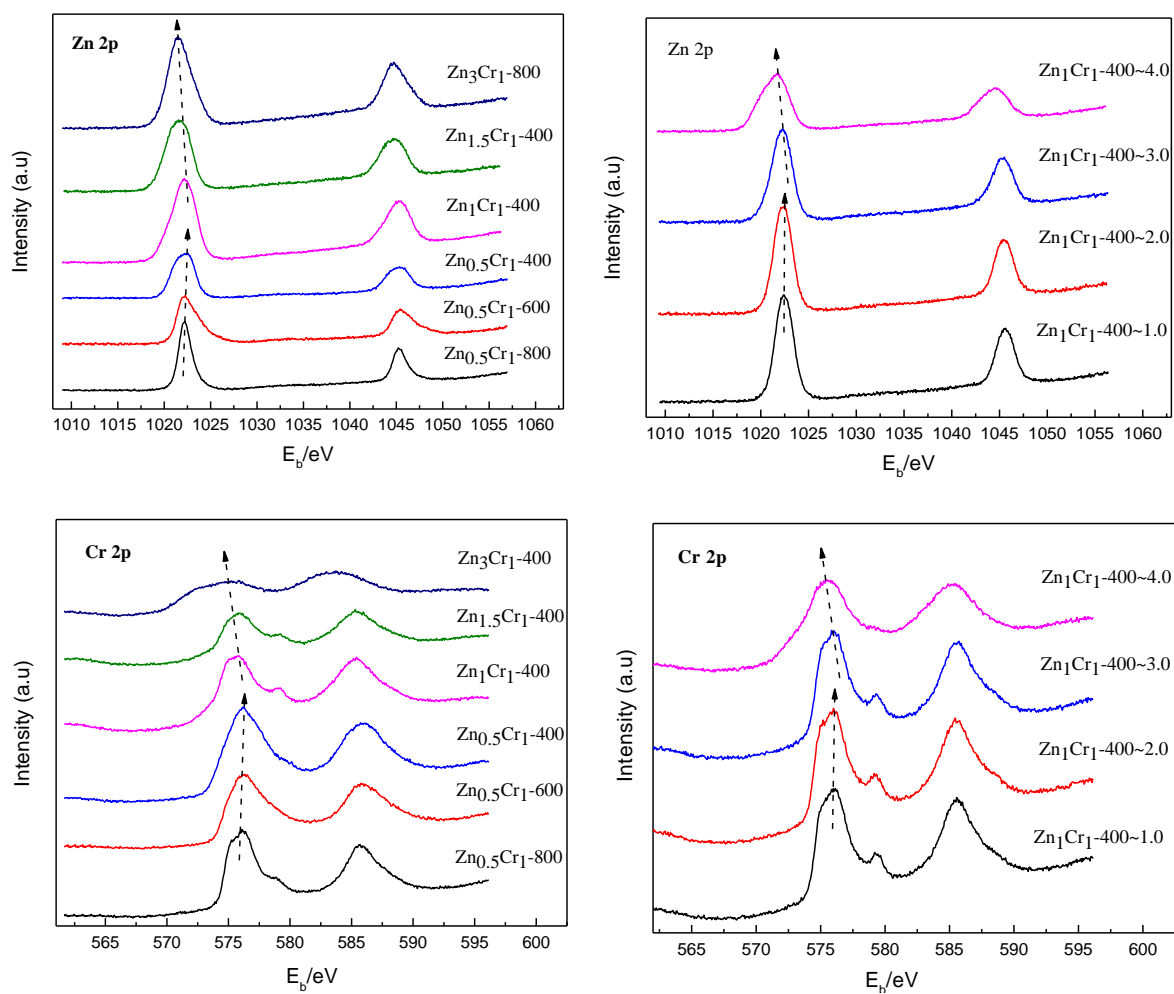 Zn 2p
Zn3Cr1-800
Zn1.5Cr1-400
Zn1Cr1-400
Zn0.5Cr1-400
Zn0.5Cr1-600
Zn0.5Cr1-800
Intensity (a.u)
1010 1015 1020 1025 1030 1035 1040 1045 1050 1055 1060
Eb/eV
Zn 2p
Zn1Cr1-400~4.0
Zn1Cr1-400~3.0
Zn1Cr1-400~2.0
Zn1Cr1-400~1.0
Intensity (a.u)
1010 1015 1020 1025 1030 1035 1040 1045 1050 1055 1060
Eb/eV
Cr 2p
Zn3Cr1-400
Zn1.5Cr1-400
Zn1Cr1-400
Zn0.5Cr1-400
Zn0.5Cr1-600
Zn0.5Cr1-800
Intensity (a.u)
565 570 575 580 585 590 595 600
Eb/eV
Cr 2p
Zn1Cr1-400~4.0
Zn1Cr1-400~3.0
Zn1Cr1-400~2.0
Zn1Cr1-400~1.0
Intensity (a.u)
565 570 575 580 585 590 595 600
Eb/eV